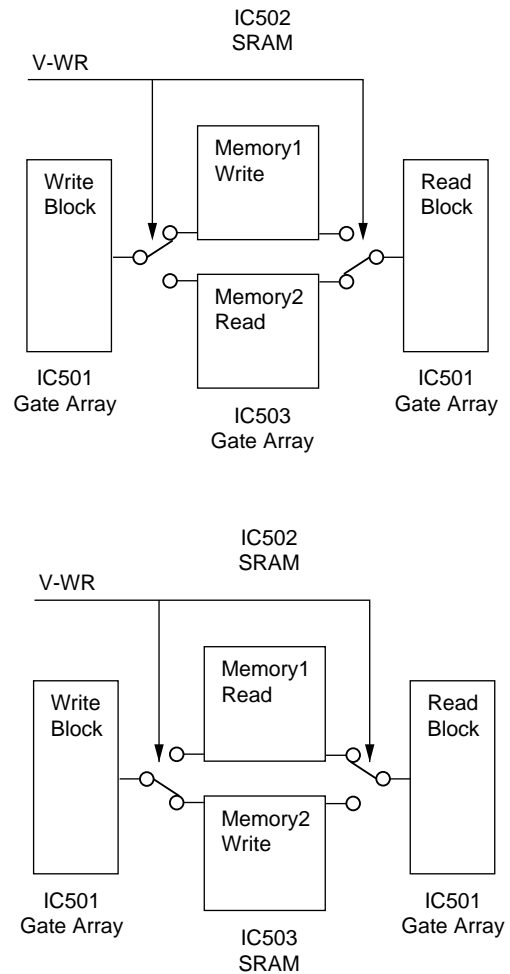 IC502
SRAM
V-WR
Memory1
Write
Write
Block
Read
Block
Memory2
Read
IC501
Gate Array
IC503
Gate Array
IC501
Gate Array
IC502
SRAM
V-WR
Memory1
Read
Write
Block
Read
Block
Memory2
Write
IC501
Gate Array
IC503
SRAM
IC501
Gate Array